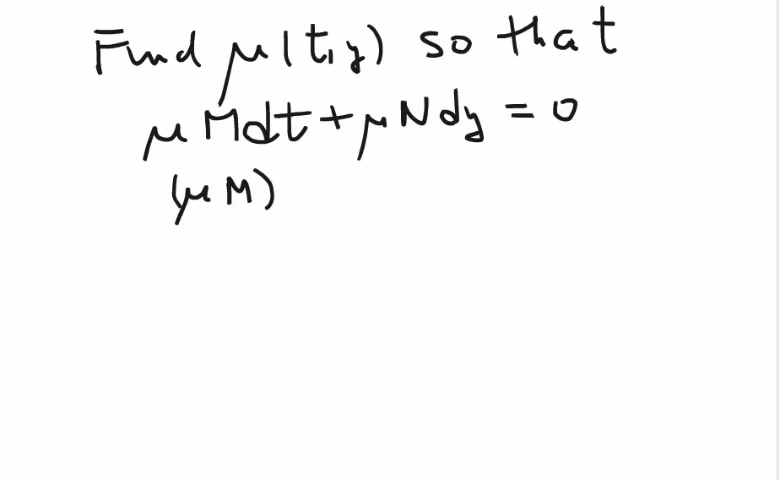 Find μ(t,y) so that
μMdt+μNdy = 0
(μM)